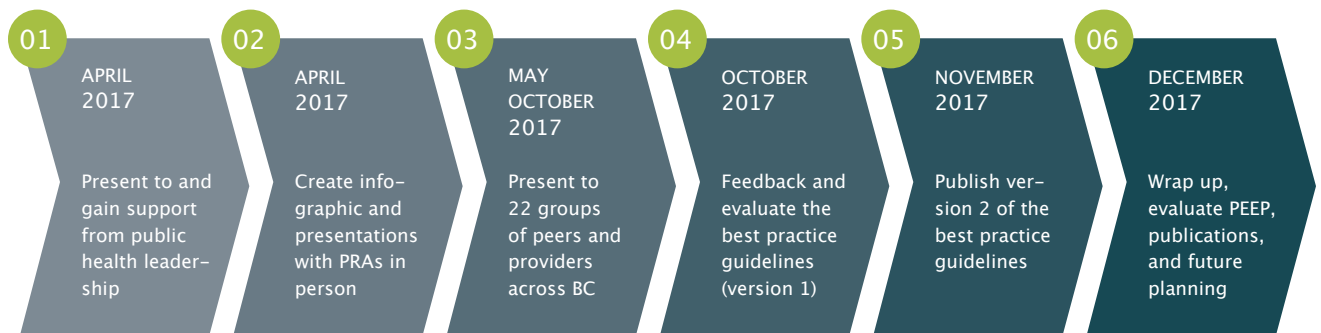 01
APRIL
2017
Present to and
gain support
from public
health leader-
ship
02
APRIL
2017
Create info-
graphic and
presentations
with PRAs in
person
03
MAY
OCTOBER
2017
Present to
22 groups
of peers and
providers
across BC
04
OCTOBER
2017
Feedback and
evaluate the
best practice
guidelines
(version 1)
05
NOVEMBER
2017
Publish ver-
sion 2 of the
best practice
guidelines
06
DECEMBER
2017
Wrap up,
evaluate PEEP,
publications,
and future
planning